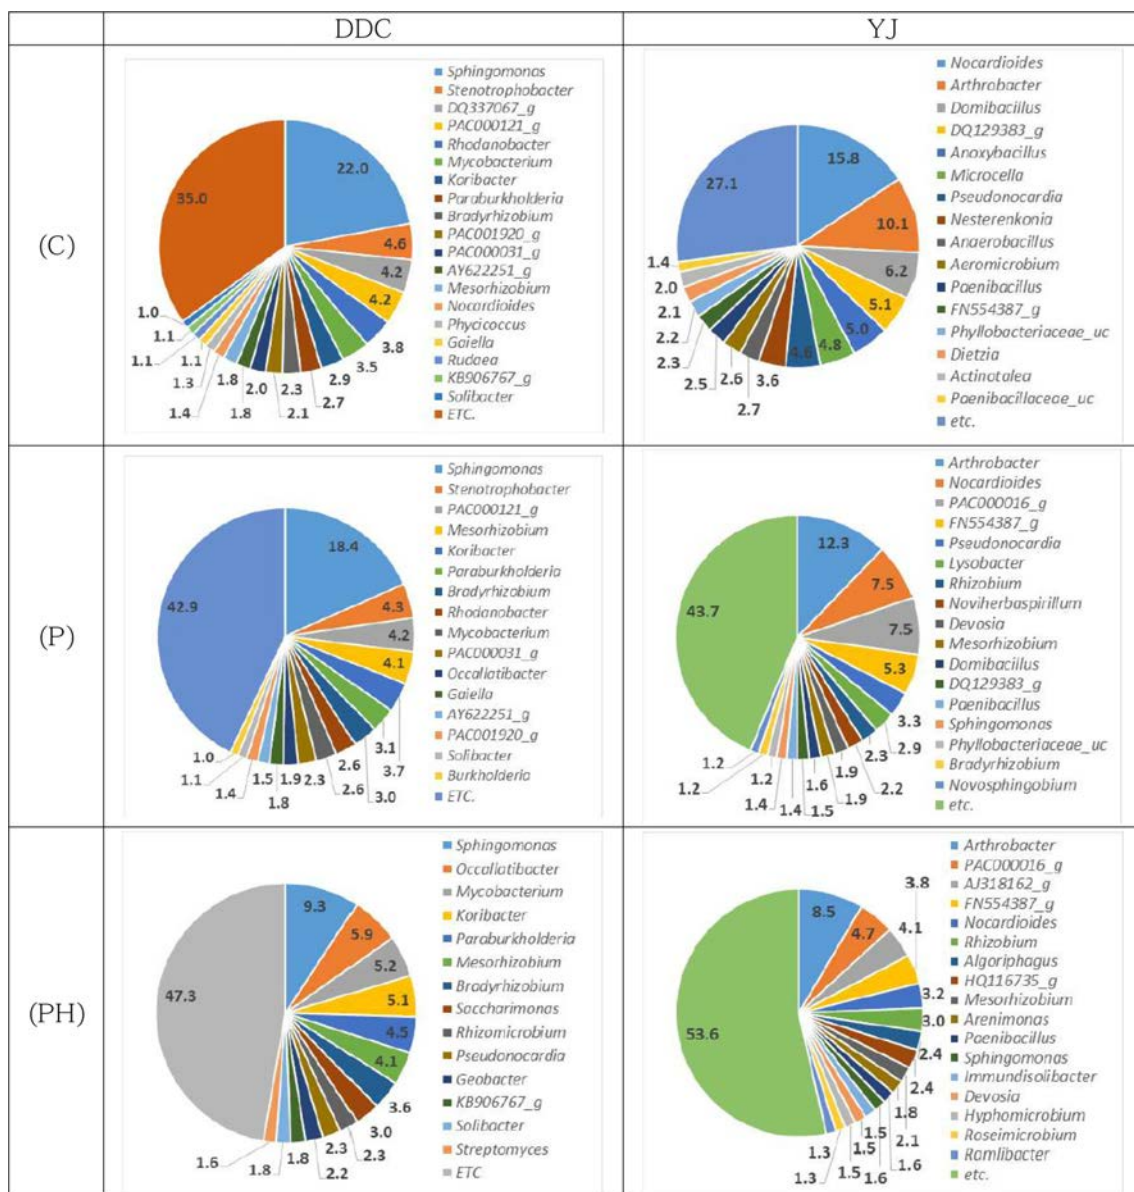 DDC
YJ
(C)
Sphingomonas
Stenotrophobacter
DQ337067_g
PAC000121_g
Rhodanobacter
Mycobacterium
Koribacter
Paraburkholderia
Bradyrhizobium
PAC001920_g
PAC000031_g
AY622251_g
Mesorhizobium
Nocardioides
Phycicoccus
Gaiella
Rudaea
KB906767_g
Solibacter
ETC.
22.0
4.6
4.2
4.2
3.8
3.5
2.9
2.7
2.3
2.1
2.0
1.8
1.8
1.4
1.3
1.1
1.1
1.1
1.0
35.0
Nocardioides
Arthrobacter
Domibacillus
DQ129383_g
Anoxybacillus
Microcella
Pseudonocardia
Nesterenkonia
Anaerobacillus
Aeromicrobium
Paenibacillus
FN554387_g
Phyllobacteriaceae_uc
Dietzia
Actinotalea
Paenibacillaceae_uc
etc.
15.8
10.1
6.2
5.1
5.0
4.8
4.6
3.6
2.7
2.6
2.5
2.3
2.2
2.1
2.0
1.4
27.1
(P)
Sphingomonas
Stenotrophobacter
PAC000121_g
Mesorhizobium
Koribacter
Paraburkholderia
Bradyrhizobium
Rhodanobacter
Mycobacterium
PAC000031_g
Occallatibacter
Gaiella
AY622251_g
PAC001920_g
Solibacter
Burkholderia
ETC.
18.4
4.3
4.2
4.1
3.7
3.1
3.0
2.6
2.6
2.3
1.9
1.8
1.5
1.4
1.1
1.0
42.9
Arthrobacter
Nocardioides
PAC000016_g
FN554387_g
Pseudonocardia
Lysobacter
Rhizobium
Noviherbaspirillum
Devosia
Mesorhizobium
Domibacillus
DQ129383_g
Paenibacillus
Sphingomonas
Phyllobacteriaceae_uc
Bradyrhizobium
Novosphingobium
etc.
12.3
7.5
7.5
5.3
3.3
2.9
2.3
2.2
1.9
1.9
1.6
1.5
1.4
1.4
1.2
1.2
1.2
43.7
(PH)
Sphingomonas
Occallatibacter
Mycobacterium
Koribacter
Paraburkholderia
Mesorhizobium
Bradyrhizobium
Saccharimonas
Rhizomicrobium
Pseudonocardia
Geobacter
KB906767_g
Solibacter
Streptomyces
ETC
9.3
5.9
5.2
5.1
4.5
4.1
3.6
3.0
2.3
2.3
2.2
1.8
1.8
1.6
47.3
Arthrobacter
PAC000016_g
AJ318162_g
FN554387_g
Nocardioides
Rhizobium
Algoriphagus
HQ116735_g
Mesorhizobium
Arenimonas
Paenibacillus
Sphingomonas
Immundisolibacter
Devosia
Hyphomicrobium
Roseimicrobium
Ramlibacter
etc.
8.5
4.7
4.1
3.8
3.2
3.0
2.4
2.4
1.8
2.1
1.6
1.5
1.6
1.5
1.5
1.3
1.3
53.6